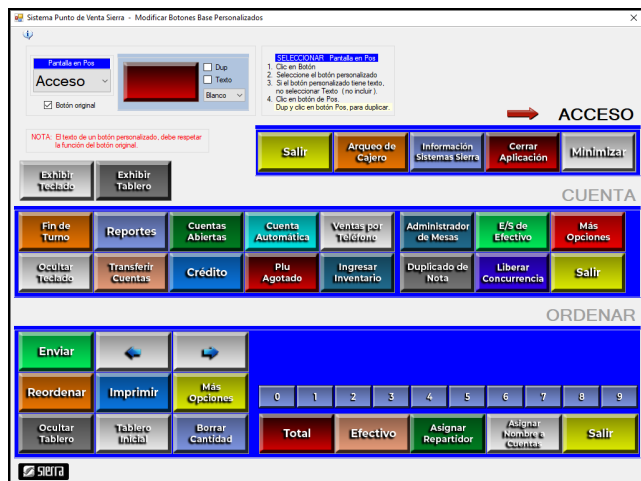 Sistema Punto de Venta Sierra - Modificar Botones Base Personalizados
Pantalla en Pos
Acceso
Botón original
Dup
Texto
Blanco
SELECCIONAR Pantalla en Pos
1. Clic en Botón
2. Seleccione el botón personalizado
3. Si el botón personalizado tiene texto,
no seleccionar Texto ( no incluir ).
4. Clic en botón de Pos.
Dup y clic en botón Pos, para duplicar.
ACCESO
NOTA: El texto de un botón personalizado, debe respetar
la función del botón original.
Salir
Arqueo de
Cajero
Información
Sistemas Sierra
Cerrar
Aplicación
Minimizar
Exhibir
Teclado
Exhibir
Tablero
CUENTA
Fin de
Turno
Reportes
Cuentas
Abiertas
Cuenta
Automática
Ventas por
Teléfono
Administrador
de Mesas
E/S de
Efectivo
Más
Opciones
Ocultar
Teclado
Transferir
Cuentas
Crédito
Plu
Agotado
Ingresar
Inventario
Duplicado de
Nota
Liberar
Concurrencia
Salir
ORDENAR
Enviar
Reordenar
Imprimir
Más
Opciones
0 1 2 3 4 5 6 7 8 9
Ocultar
Tablero
Tablero
Inicial
Borrar
Cantidad
Total
Efectivo
Asignar
Repartidor
Asignar
Nombre a
Cuentas
Salir
sierra